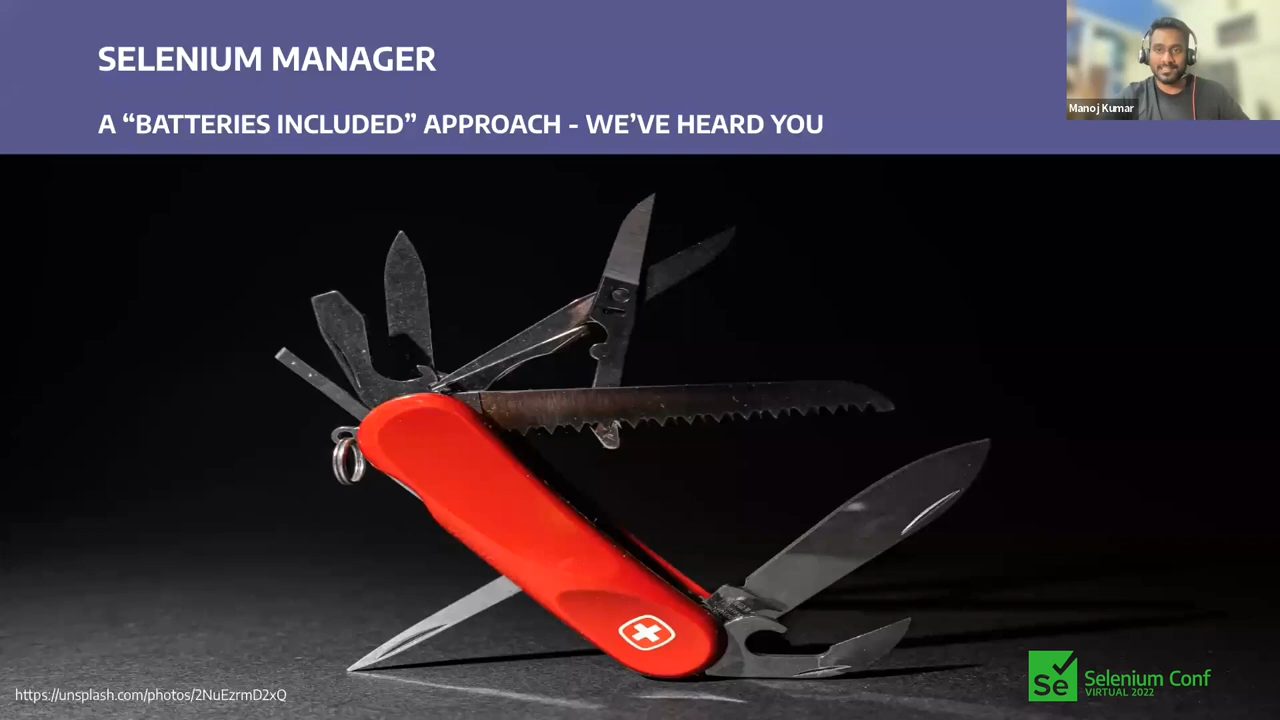 SELENIUM MANAGER
A “BATTERIES INCLUDED” APPROACH - WE’VE HEARD YOU
Manoj Kumar
https://unsplash.com/photos/2NuEzrmD2xQ
Se
Selenium Conf
VIRTUAL 2022